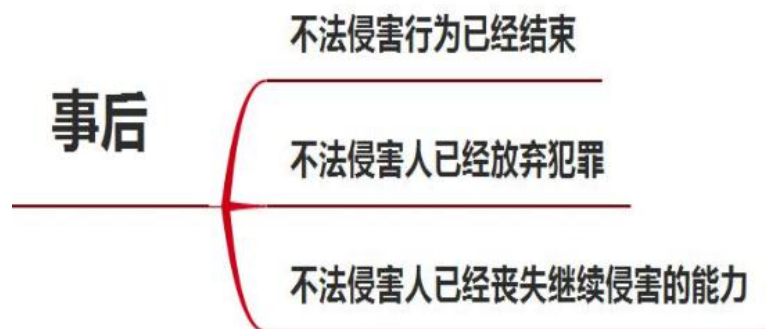 事后
不法侵害行为已经结束
不法侵害人已经放弃犯罪
不法侵害人已经丧失继续侵害的能力